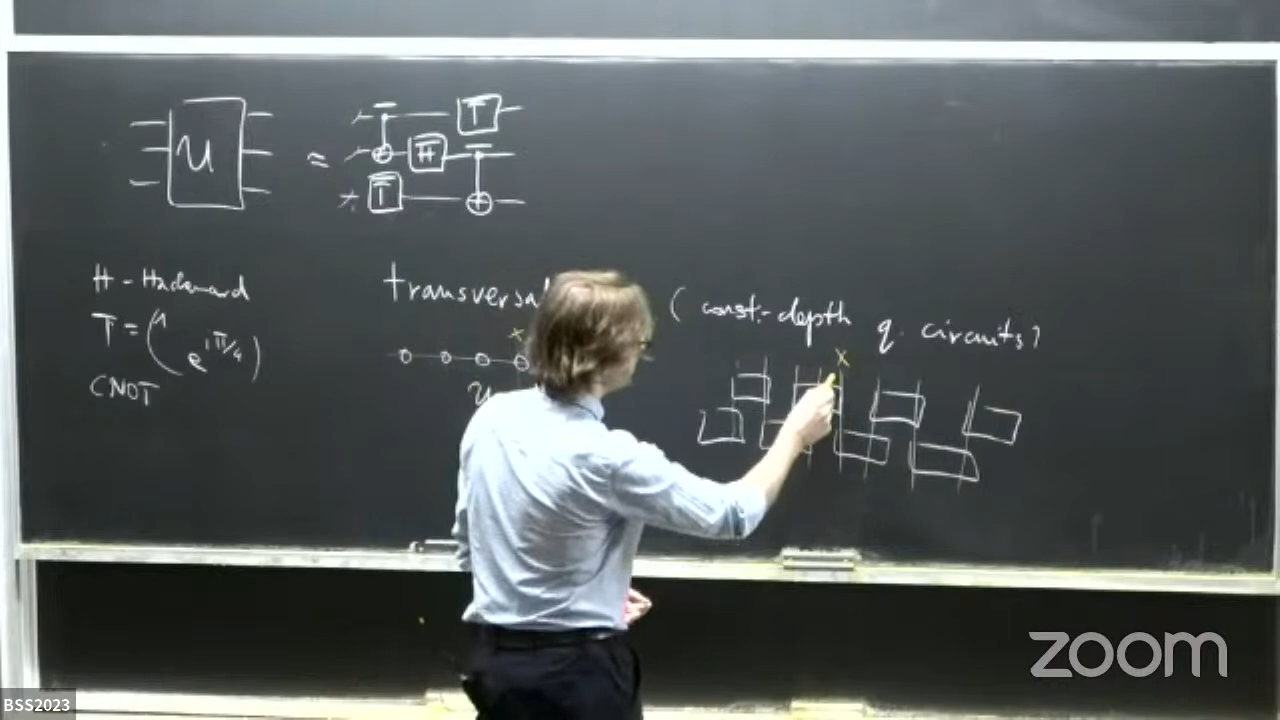 U ≈ T̄
H̄
T̄
H - Hadamard
T = (1
e^{iπ/4})
CNOT
transversal
(const.-depth q. circuits)
x
x
U
zoom
BSS2023